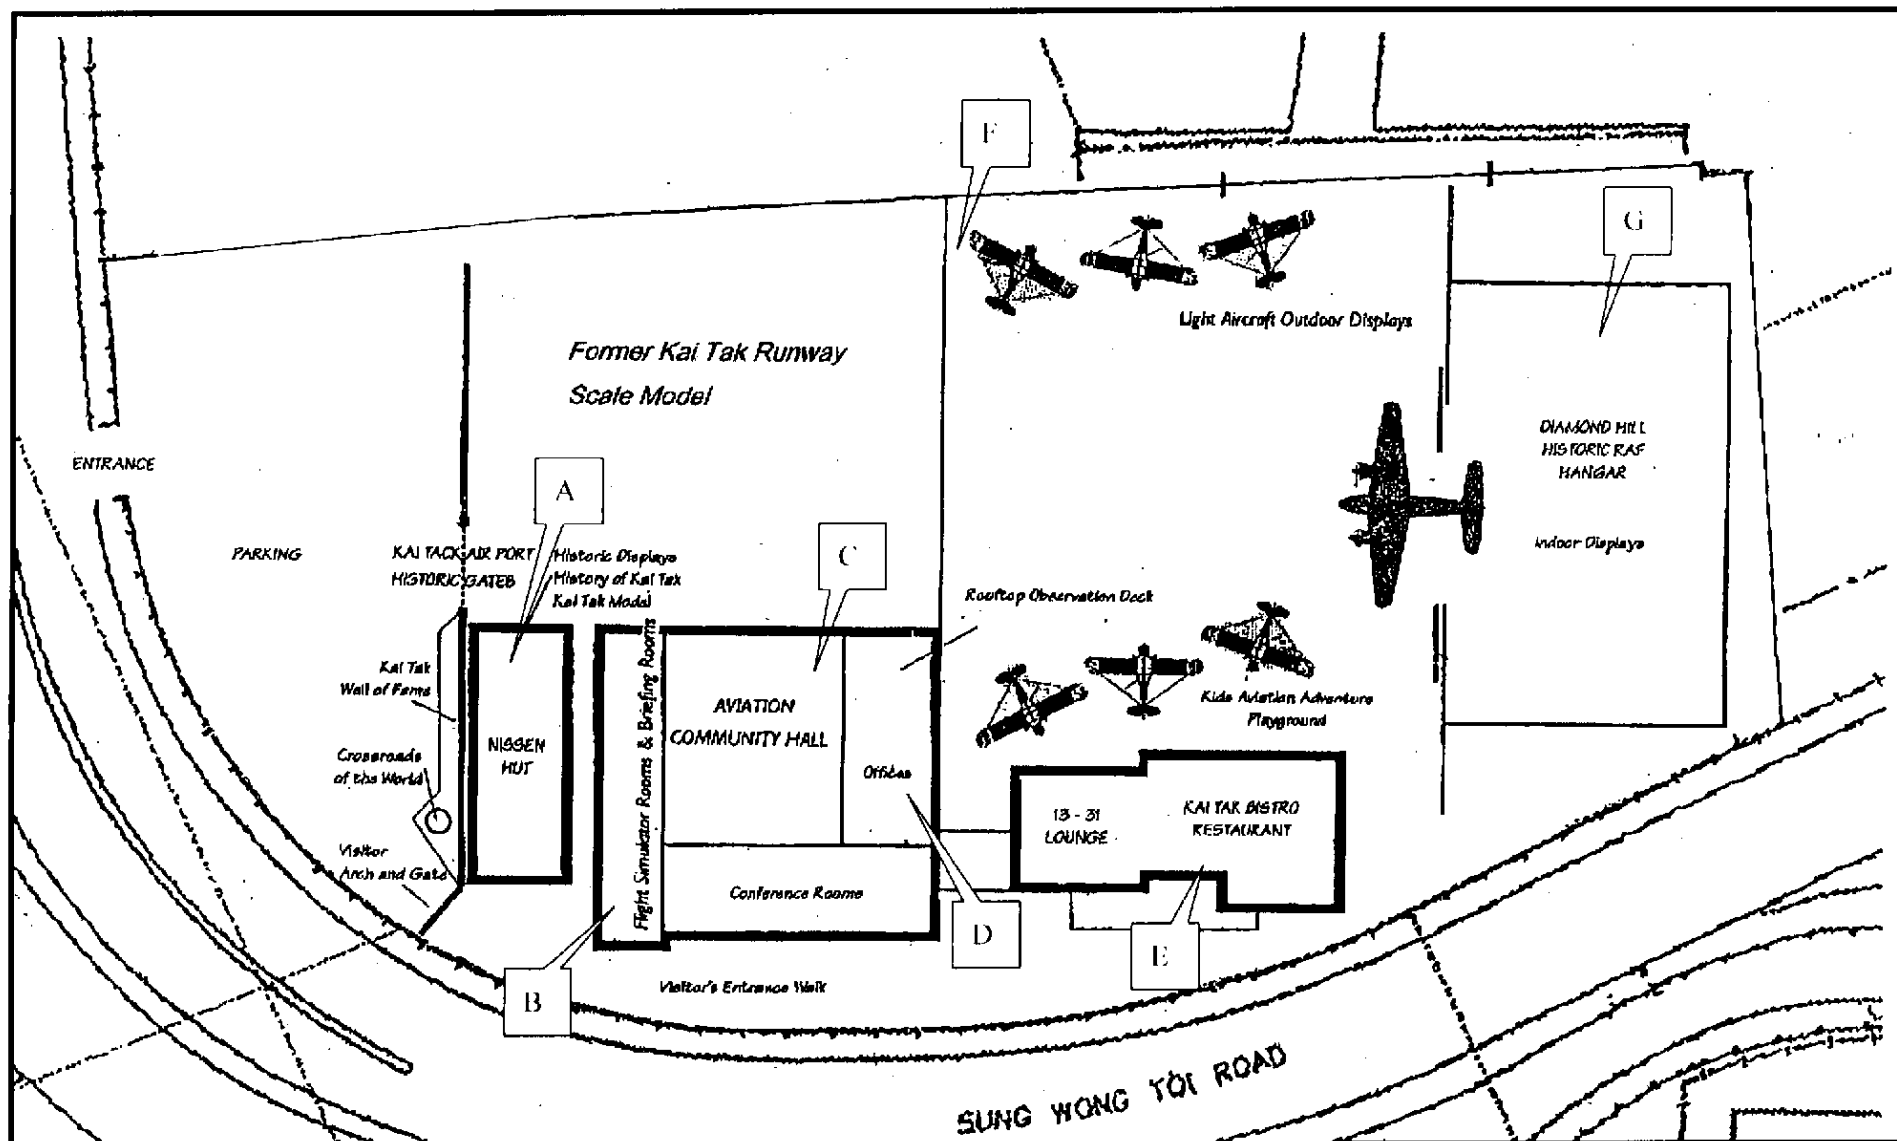 F
G
Light Aircraft Outdoor Displays
Former Kai Tak Runway
Scale Model
DIAMOND HILL
HISTORIC RAF
HANGAR
Indoor Displays
ENTRANCE
A
PARKING
KAI TACK AIR PORT
HISTORIC GATES
Historic Displays
History of Kai Tak
Kai Tak Model
C
Rooftop Observation Deck
Kai Tak
Wall of Fame
NISSEN
HUT
Flight Simulator Rooms & Briefing Rooms
AVIATION
COMMUNITY HALL
Offices
Kids Aviation Adventure
Playground
Crossroads
of the World
13 - 31
LOUNGE
KAI TAK BISTRO
RESTAURANT
Visitor
Arch and Gate
Conference Rooms
D
E
B
Visitor's Entrance Walk
SUNG WONG TOI ROAD